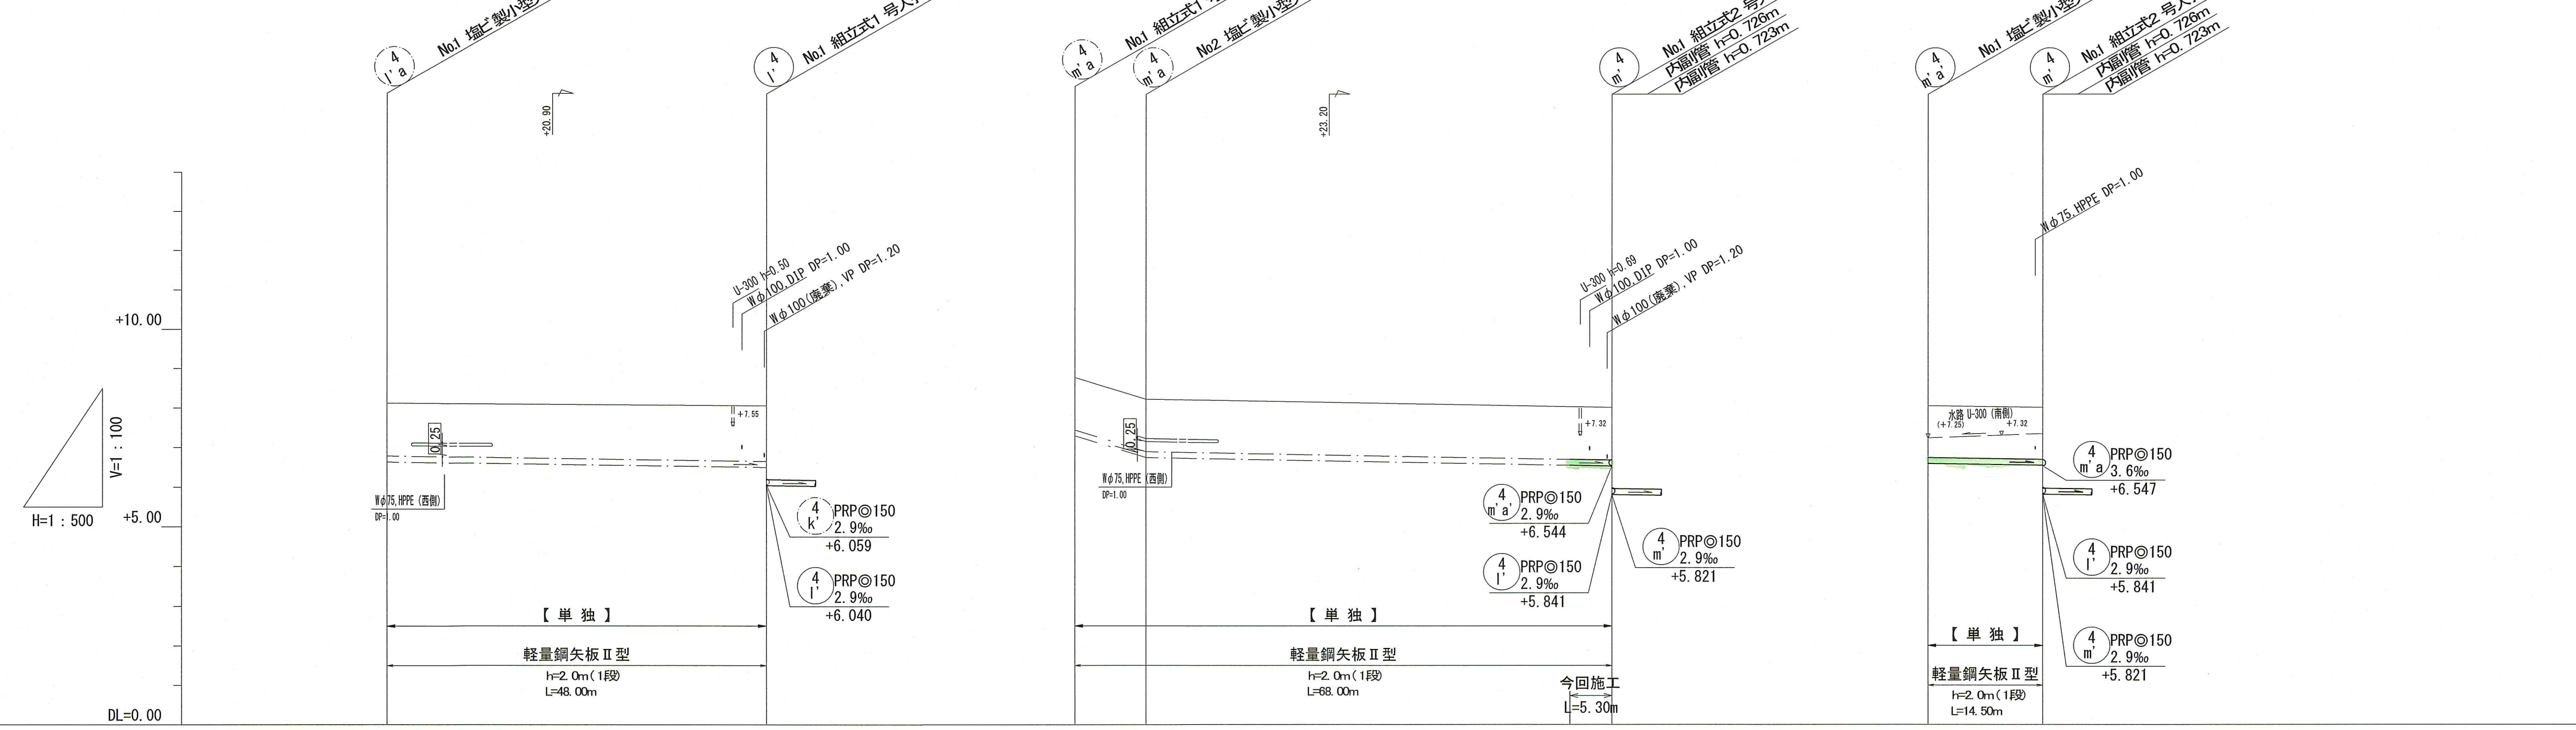 4
l'a
No.1 塩ビ製小型
4
l'
No.1 組立式1 号人
+20.90
U-300 h=0.50
Wφ100,DIP DP=1.00
Wφ100(廃棄),VP DP=1.20
+10.00
+5.00
DL=0.00
V=1：100
H=1：500
+7.55
0.25
Wφ75,HPPE (西側)
DP=1.00
4
k'
PRP◎150
2.9‰
+6.059
4
l'
PRP◎150
2.9‰
+6.040
【 単 独 】
軽量鋼矢板Ⅱ型
h=2.0m(1段)
L=48.00m
4
m'a
No.1 組立式1
4
m'a
No.2 塩ビ製小型
4
m'
No.1 組立式2 号
内副管 h=0.726m
内副管 h=0.723m
+23.20
U-300 h=0.69
Wφ100,DIP DP=1.00
Wφ100(廃棄),VP DP=1.20
+7.32
0.25
Wφ75,HPPE (西側)
DP=1.00
4
m'a'
PRP◎150
2.9‰
+6.544
4
l'
PRP◎150
2.9‰
+5.841
4
m'
PRP◎150
2.9‰
+5.821
【 単 独 】
軽量鋼矢板Ⅱ型
h=2.0m(1段)
L=68.00m
今回施工
L=5.30m
4
m'a'
No.1 塩ビ製小型
4
m'
No.1 組立式2 号人
内副管 h=0.726m
内副管 h=0.723m
Wφ75,HPPE DP=1.00
水路 U-300 (南側)
(+7.25)
+7.32
4
m'a
PRP◎150
3.6‰
+6.547
4
l'
PRP◎150
2.9‰
+5.841
4
m'
PRP◎150
2.9‰
+5.821
【 単 独 】
軽量鋼矢板Ⅱ型
h=2.0m(1段)
L=14.50m